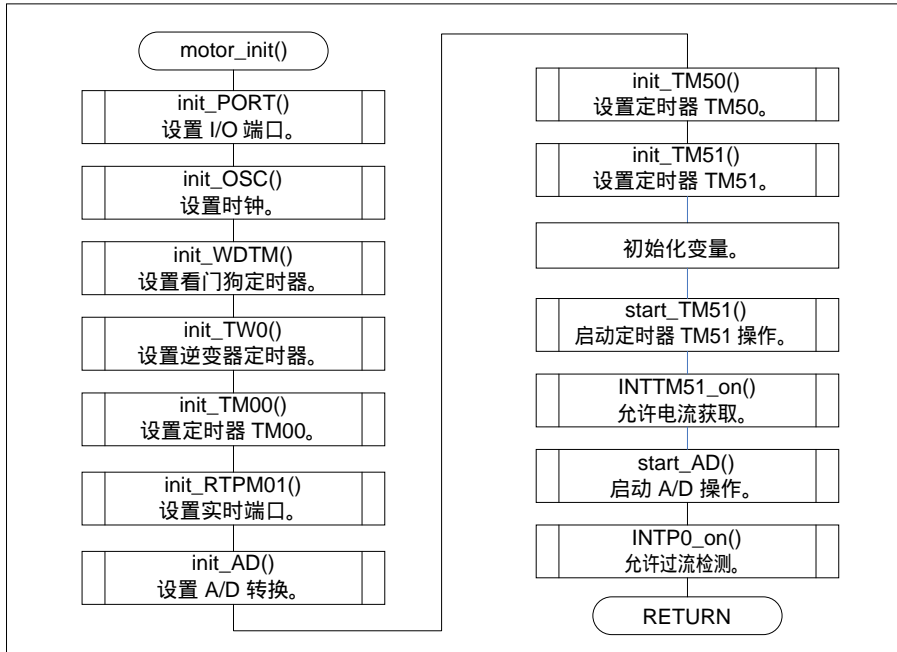 motor_init()
init_PORT()
设置 I/O 端口。
init_OSC()
设置时钟。
init_WDTM()
设置看门狗定时器。
init_TW0()
设置逆变器定时器。
init_TM00()
设置定时器 TM00。
init_RTPM01()
设置实时端口。
init_AD()
设置 A/D 转换。
init_TM50()
设置定时器 TM50。
init_TM51()
设置定时器 TM51。
初始化变量。
start_TM51()
启动定时器 TM51 操作。
INTTM51_on()
允许电流获取。
start_AD()
启动 A/D 操作。
INTP0_on()
允许过流检测。
RETURN